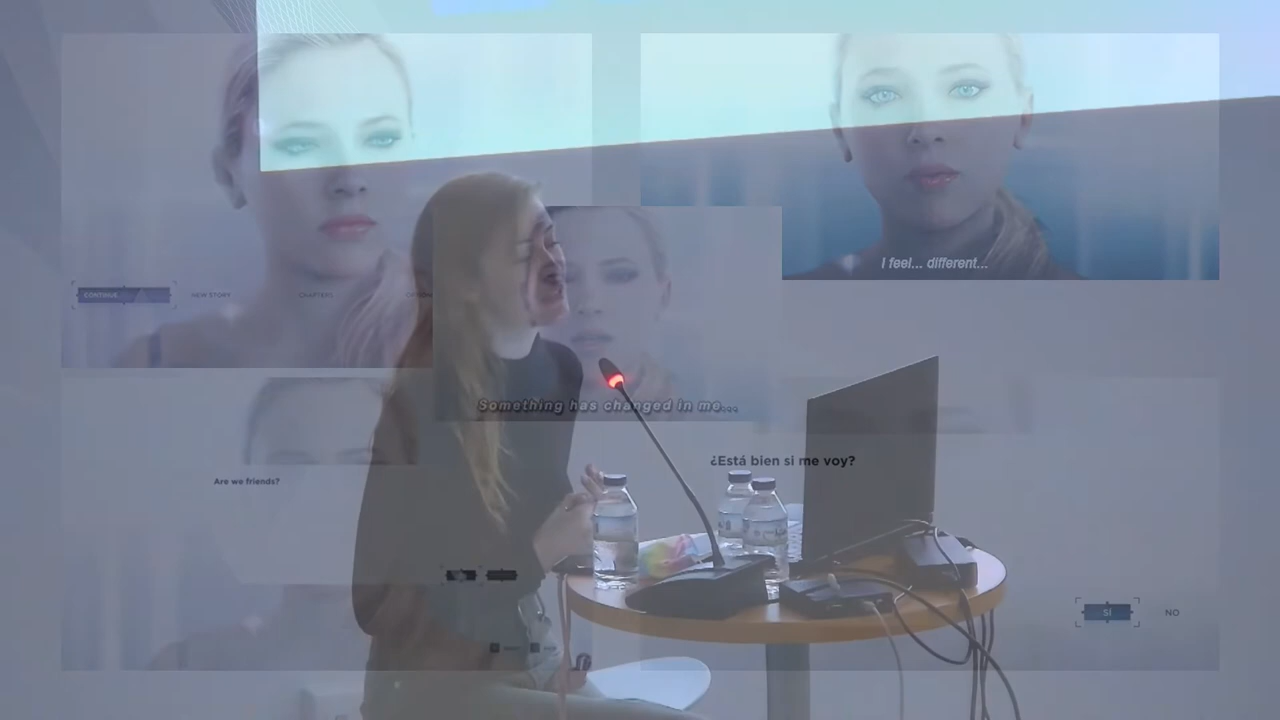 CONTINUE
NEW STORY
CHAPTERS
I feel... different...
Something has changed in me...
¿Está bien si me voy?
Are we friends?
SÍ
NO